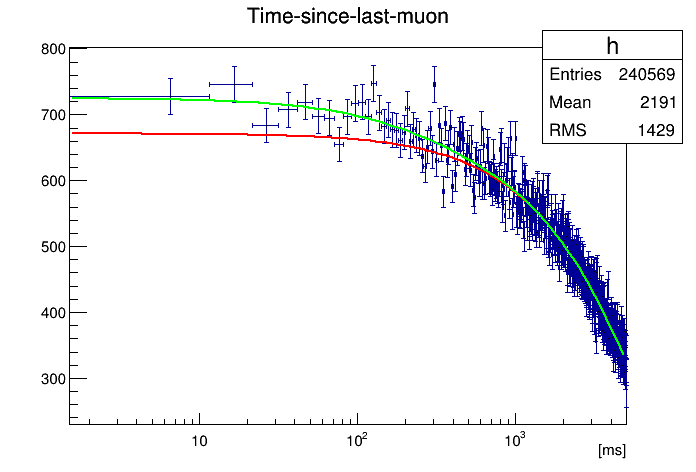 Time-since-last-muon
h
Entries 240569
Mean 2191
RMS 1429
800
700
600
500
400
300
10
10²
10³
[ms]